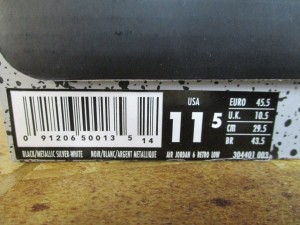 USA
11 5
EURO 45.5
U.K. 10.5
CM 29.5
BR 43.5
0 91206 50013 5 14
BLACK/METALLIC SILVER-WHITE NOIR/BLANC/ARGENT METALLIQUE AIR JORDAN 6 RETRO LOW 304401 003